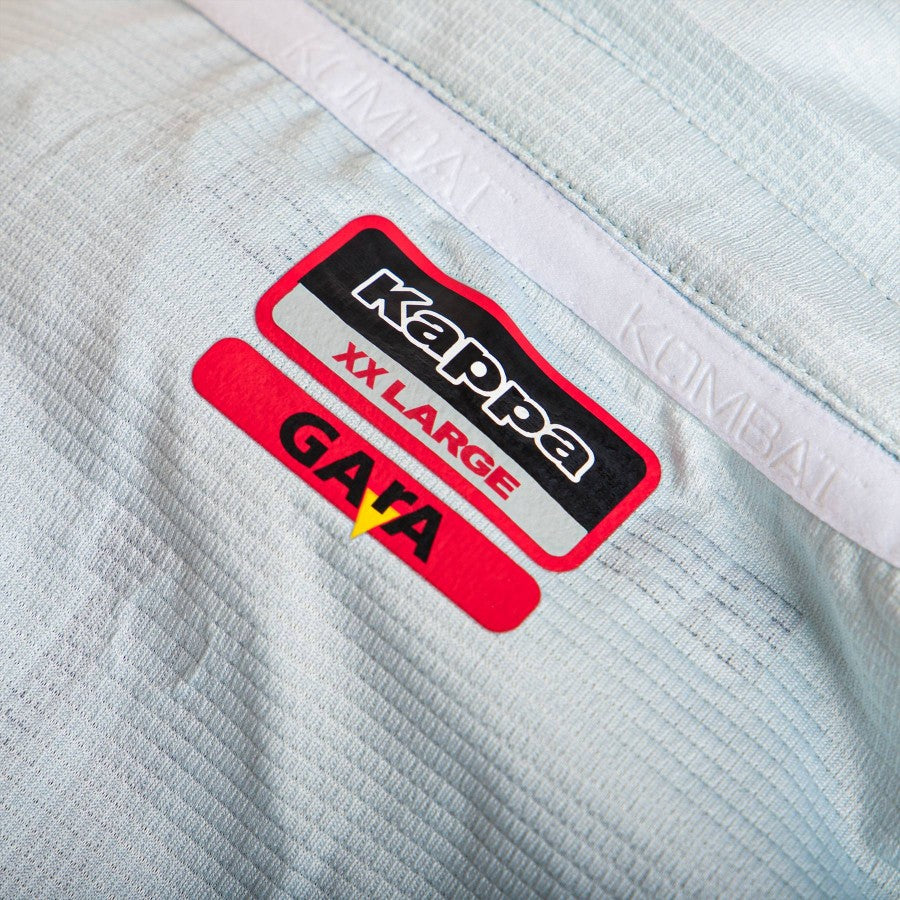 KOMBAT
KOMBAT
Kappa
XX LARGE
GArA